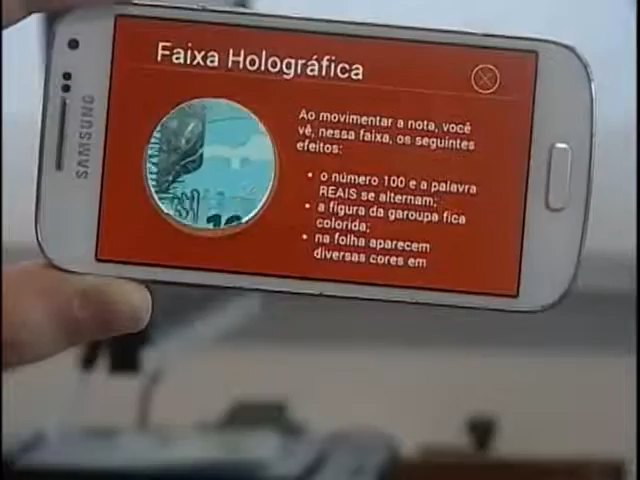 Faixa Holográfica
Ao movimentar a nota, você
vê, nessa faixa, os seguintes
efeitos:
• o número 100 e a palavra
REAIS se alternam;
• a figura da garoupa fica
colorida;
• na folha aparecem
diversas cores em
SAMSUNG